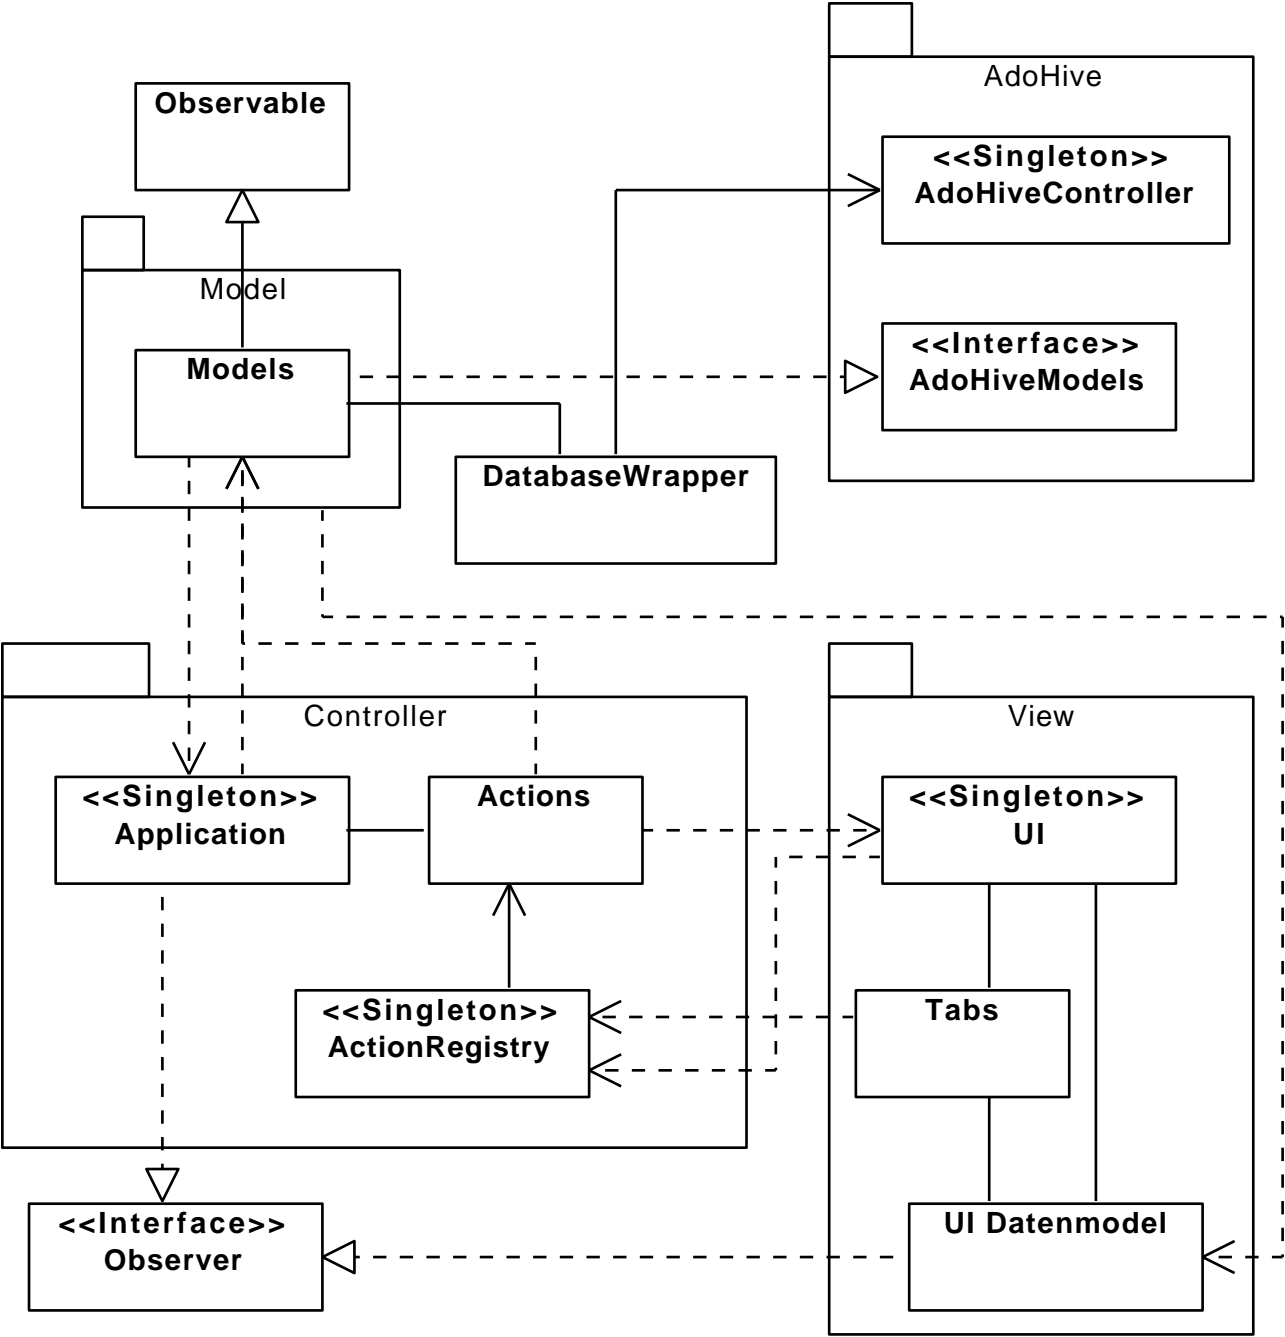 AdoHive
Observable
<<Singleton>>
AdoHiveController
Model
<<Interface>>
AdoHiveModels
Models
DatabaseWrapper
Controller
View
<<Singleton>>
Application
Actions
<<Singleton>>
UI
<<Singleton>>
ActionRegistry
Tabs
<<Interface>>
Observer
UI Datenmodel